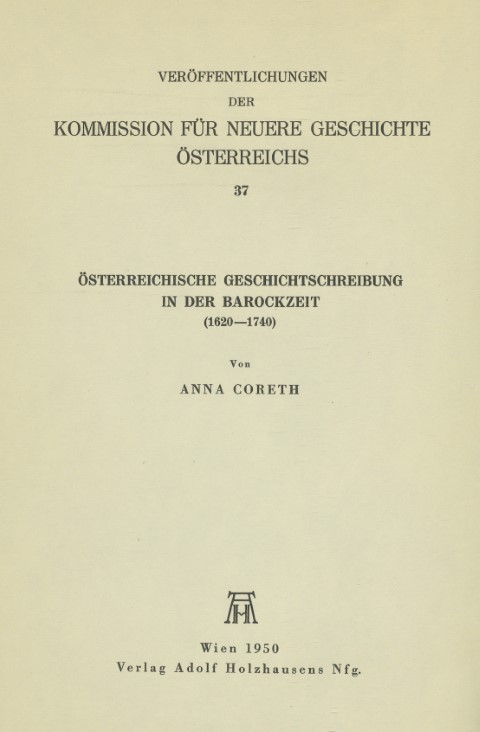 VERÖFFENTLICHUNGEN
DER
KOMMISSION FÜR NEUERE GESCHICHTE
ÖSTERREICHS
37
ÖSTERREICHISCHE GESCHICHTSCHREIBUNG
IN DER BAROCKZEIT
(1620—1740)
Von
ANNA CORETH
AH
Wien 1950
Verlag Adolf Holzhausens Nfg.